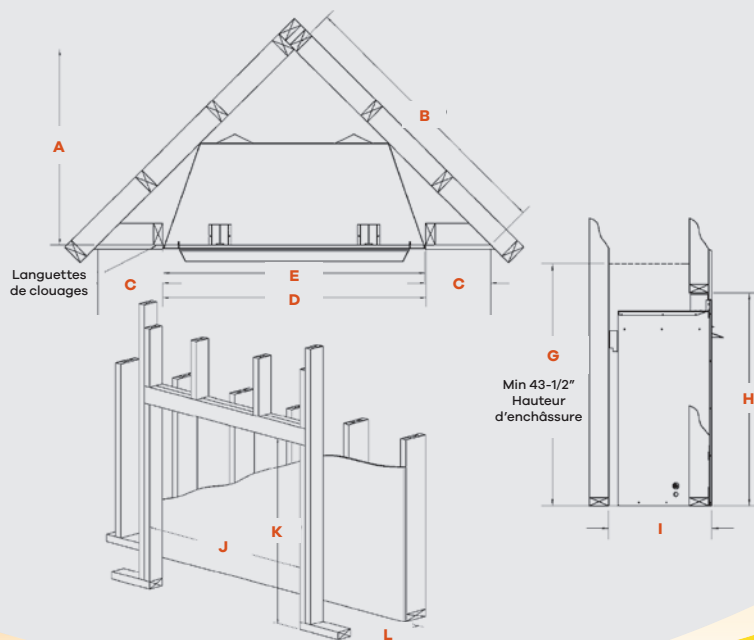 A
B
Languettes
de clouages
C
E
D
C
G
Min 43-1/2”
Hauteur
d’enchâssure
H
I
J
K
L